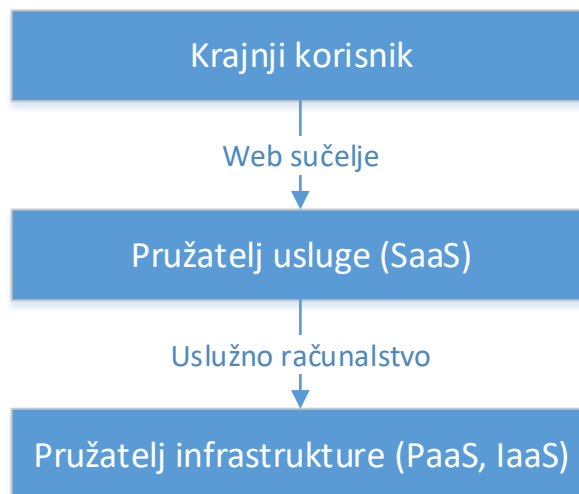 Krajnji korisnik
Web sučelje
Pružatelj usluge (SaaS)
Uslužno računalstvo
Pružatelj infrastrukture (PaaS, IaaS)